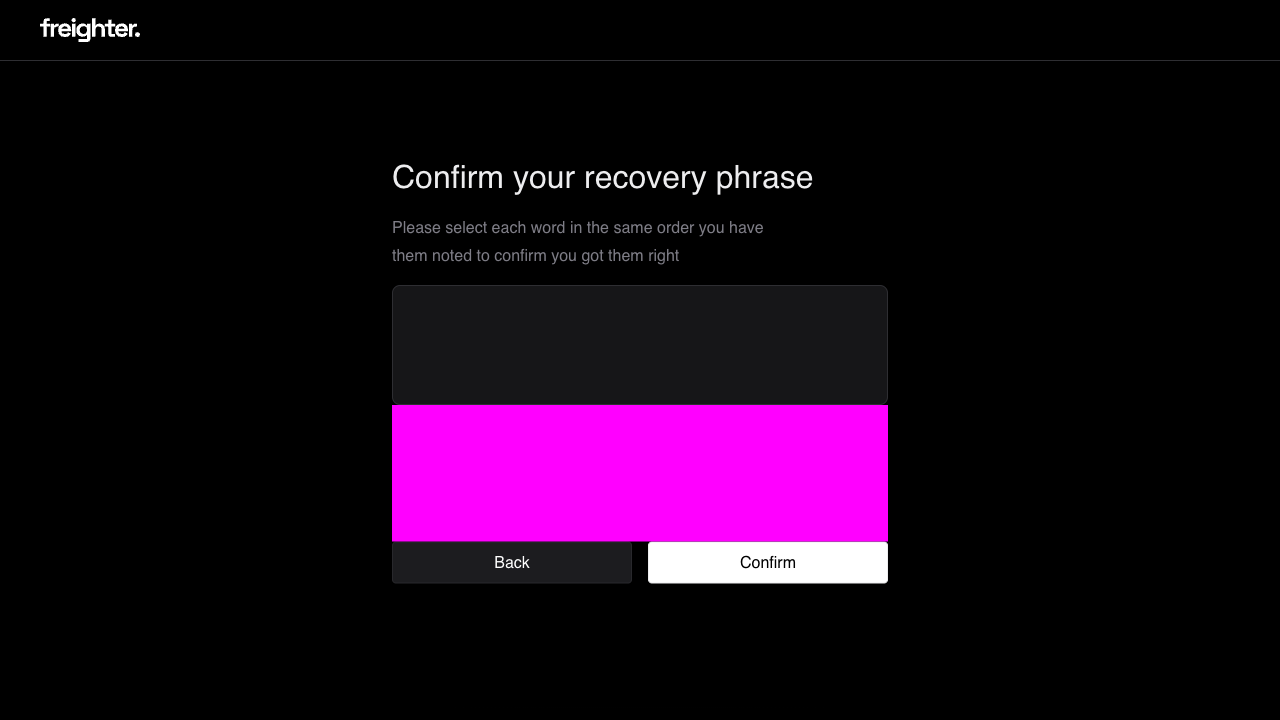 freighter.
Confirm your recovery phrase
Please select each word in the same order you have
them noted to confirm you got them right
Back
Confirm